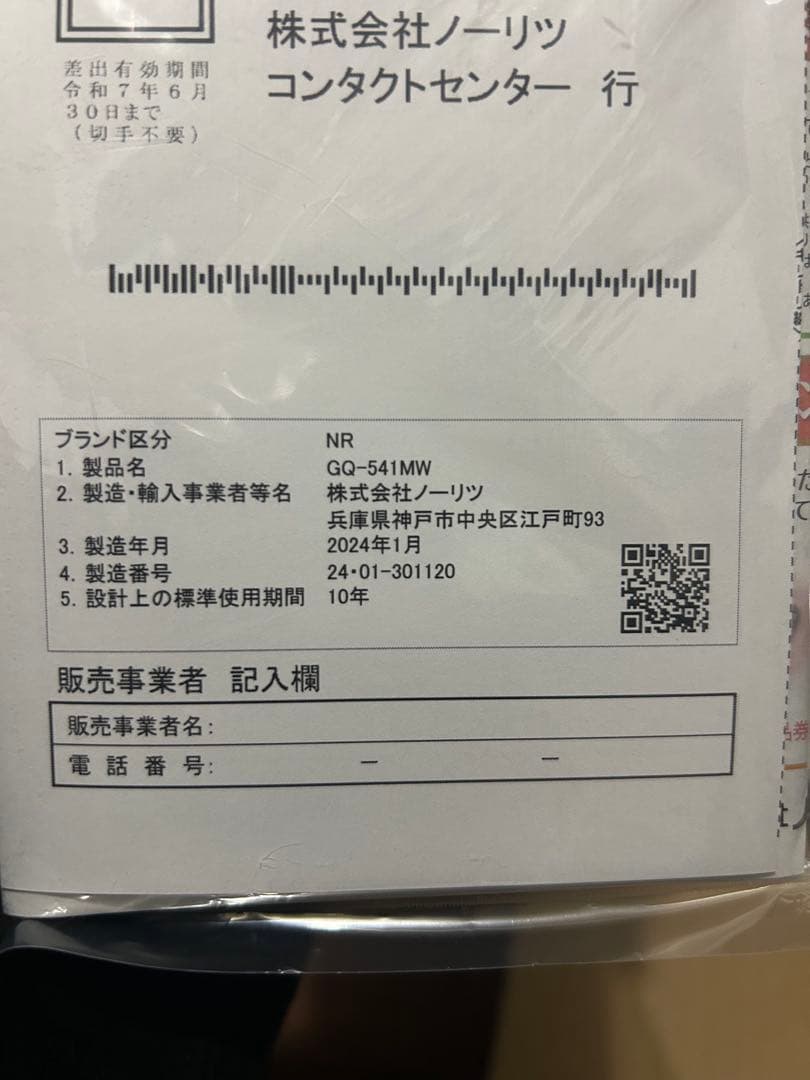 株式会社ノーリツ
コンタクトセンター 行
差出有効期間
令和7年6月
30日まで
(切手不要)
ブランド区分 NR
1. 製品名 GQ-541MW
2. 製造・輸入事業者等名 株式会社ノーリツ
兵庫県神戸市中央区江戸町93
3. 製造年月 2024年1月
4. 製造番号 24・01-301120
5. 設計上の標準使用期間 10年
販売事業者 記入欄
販売事業者名:
電話番号: － －